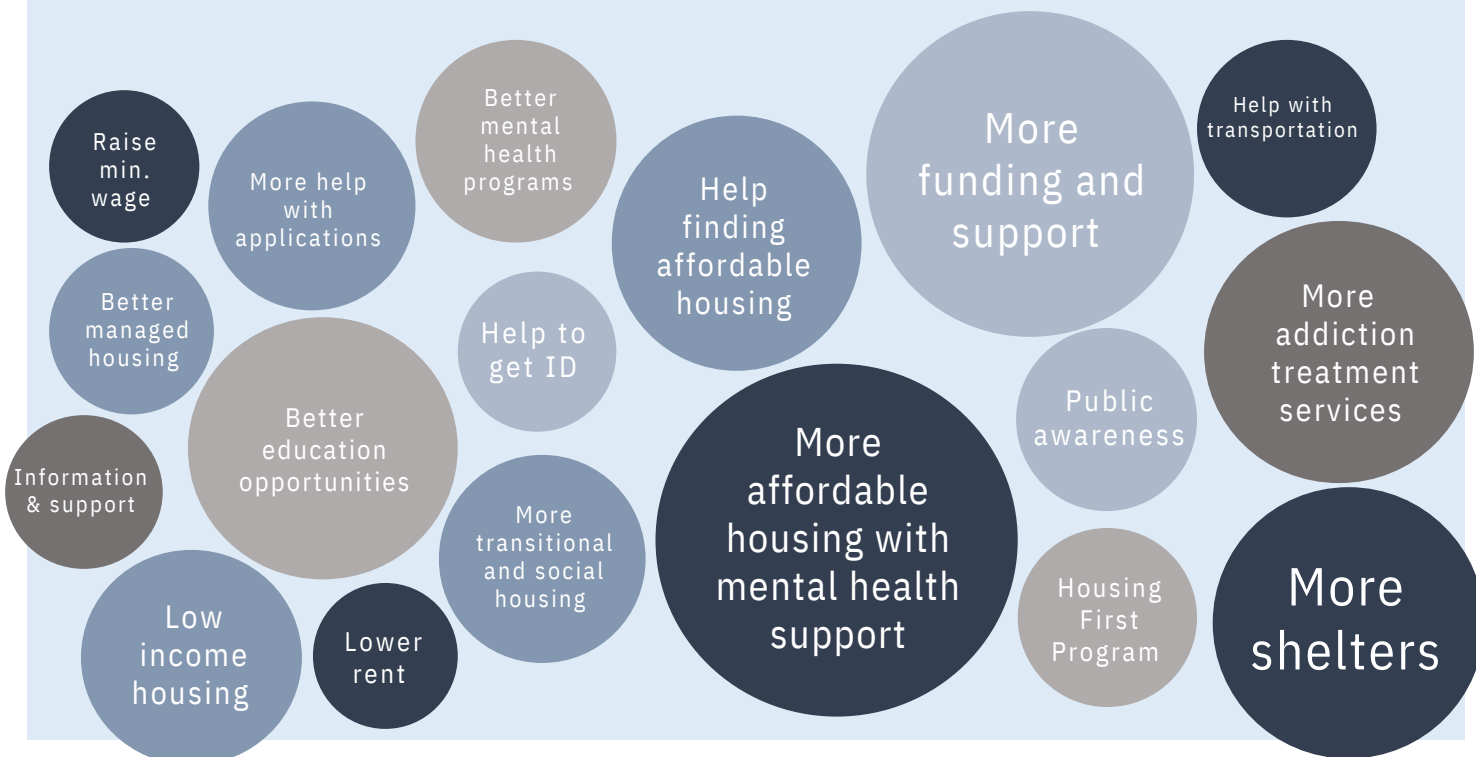 Raise
min.
wage
More help
with
applications
Better
mental
health
programs
Help
finding
affordable
housing
More
funding and
support
Help with
transportation
Better
managed
housing
Help to
get ID
More
addiction
treatment
services
Better
education
opportunities
Public
awareness
Information
& support
More
transitional
and social
housing
More
affordable
housing with
mental health
support
Housing
First
Program
More
shelters
Low
income
housing
Lower
rent